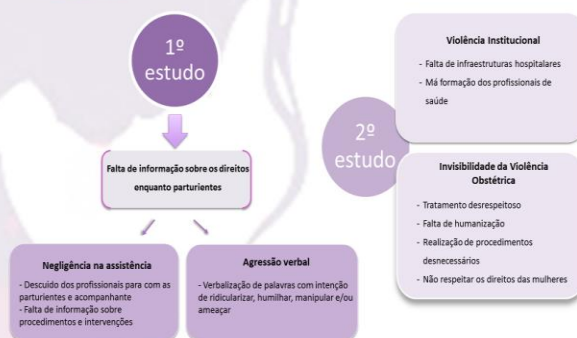 1º
estudo
Falta de informação sobre os direitos
enquanto parturientes
Negligência na assistência
- Descuido dos profissionais para com as
parturientes e acompanhante
- Falta de informação sobre
procedimentos e intervenções
Agressão verbal
- Verbalização de palavras com intenção
de ridicularizar, humilhar, manipular e/ou
ameaçar
2º
estudo
Violência Institucional
- Falta de infraestruturas hospitalares
- Má formação dos profissionais de
saúde
Invisibilidade da Violência
Obstétrica
- Tratamento desrespeitoso
- Falta de humanização
- Realização de procedimentos
desnecessários
- Não respeitar os direitos das mulheres